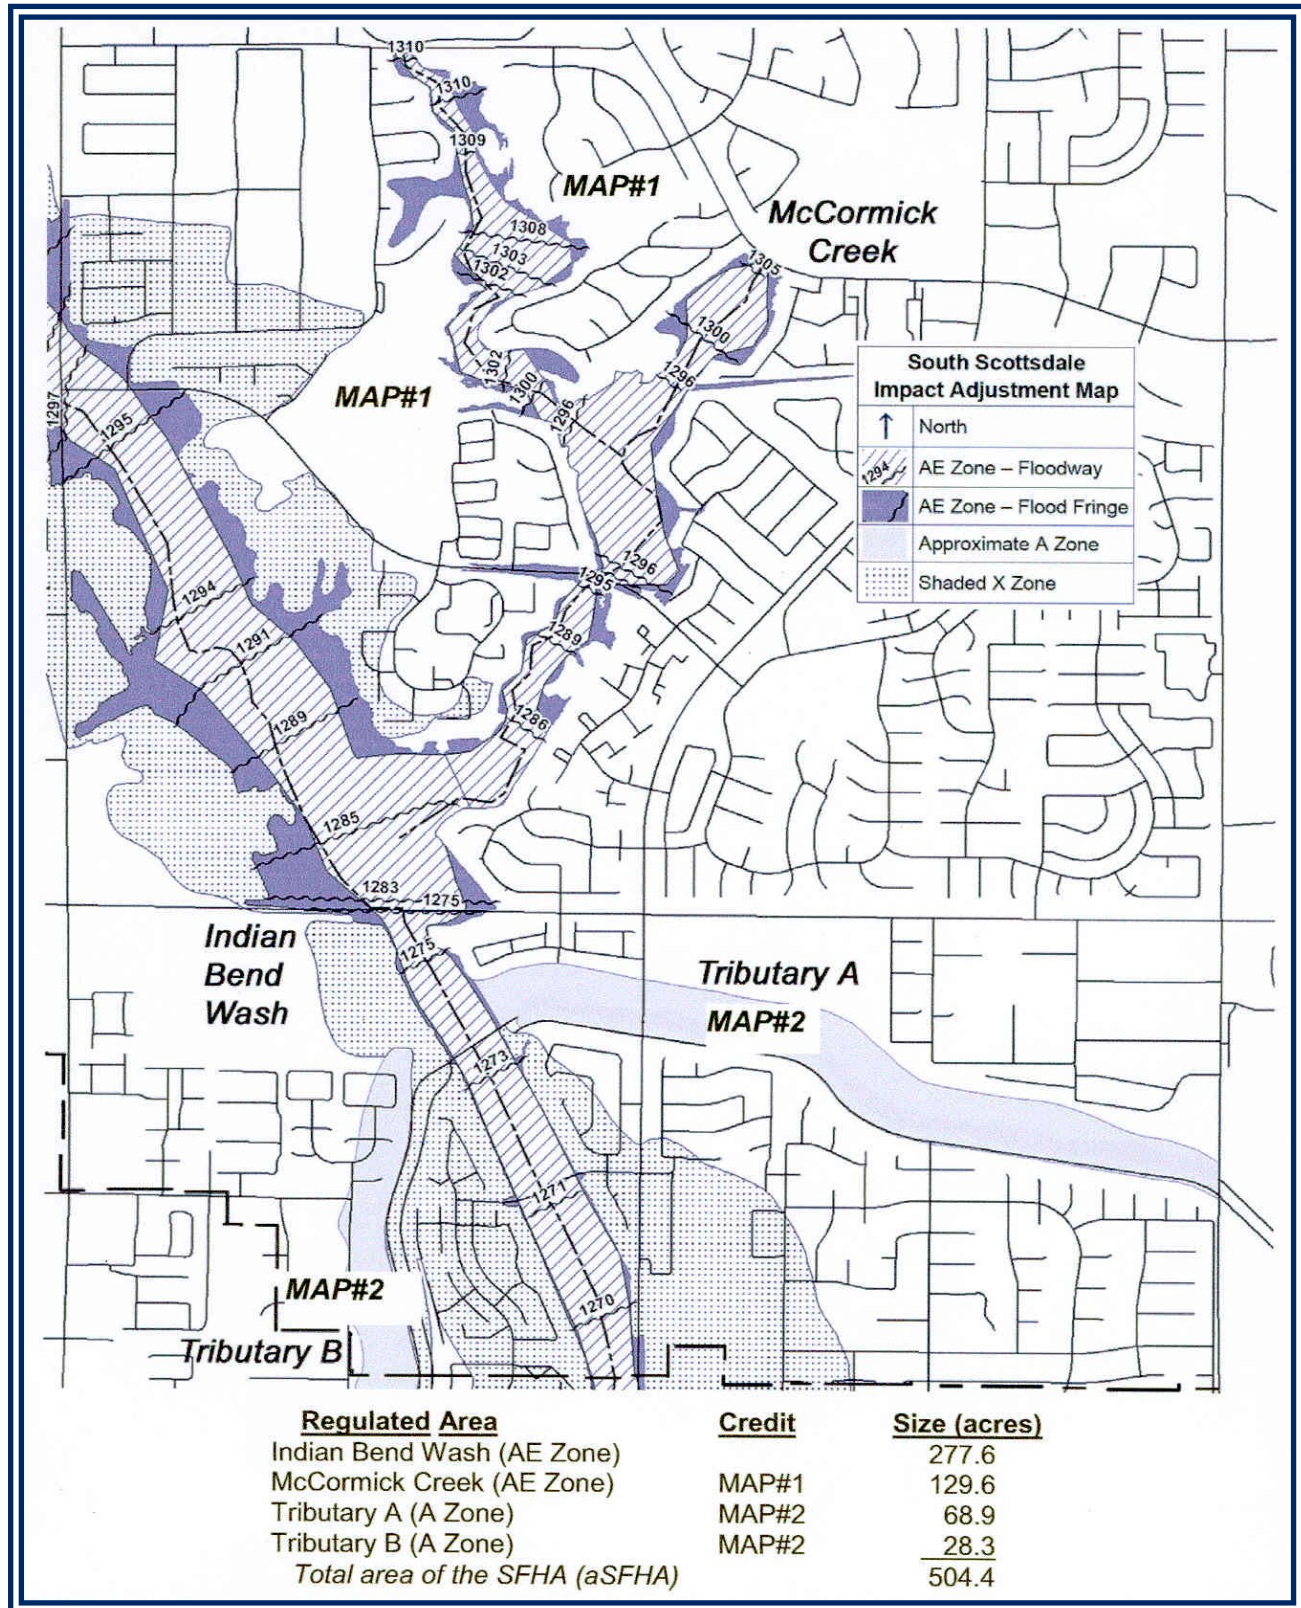 1310
1310
1309
MAP#1
McCormick
Creek
1308
1303
1302
1305
1300
1302
1300
1296
1296
South Scottsdale
Impact Adjustment Map
North
1294 AE Zone – Floodway
AE Zone – Flood Fringe
Approximate A Zone
Shaded X Zone
MAP#1
1297
1295
1296
1295
1294
1291
1289
1289
1286
1285
1283
1275
Indian
Bend
Wash
1275
Tributary A
MAP#2
1273
1271
1270
MAP#2
Tributary B
Regulated Area Credit Size (acres)
Indian Bend Wash (AE Zone) 277.6
McCormick Creek (AE Zone) MAP#1 129.6
Tributary A (A Zone) MAP#2 68.9
Tributary B (A Zone) MAP#2 28.3
Total area of the SFHA (aSFHA) 504.4